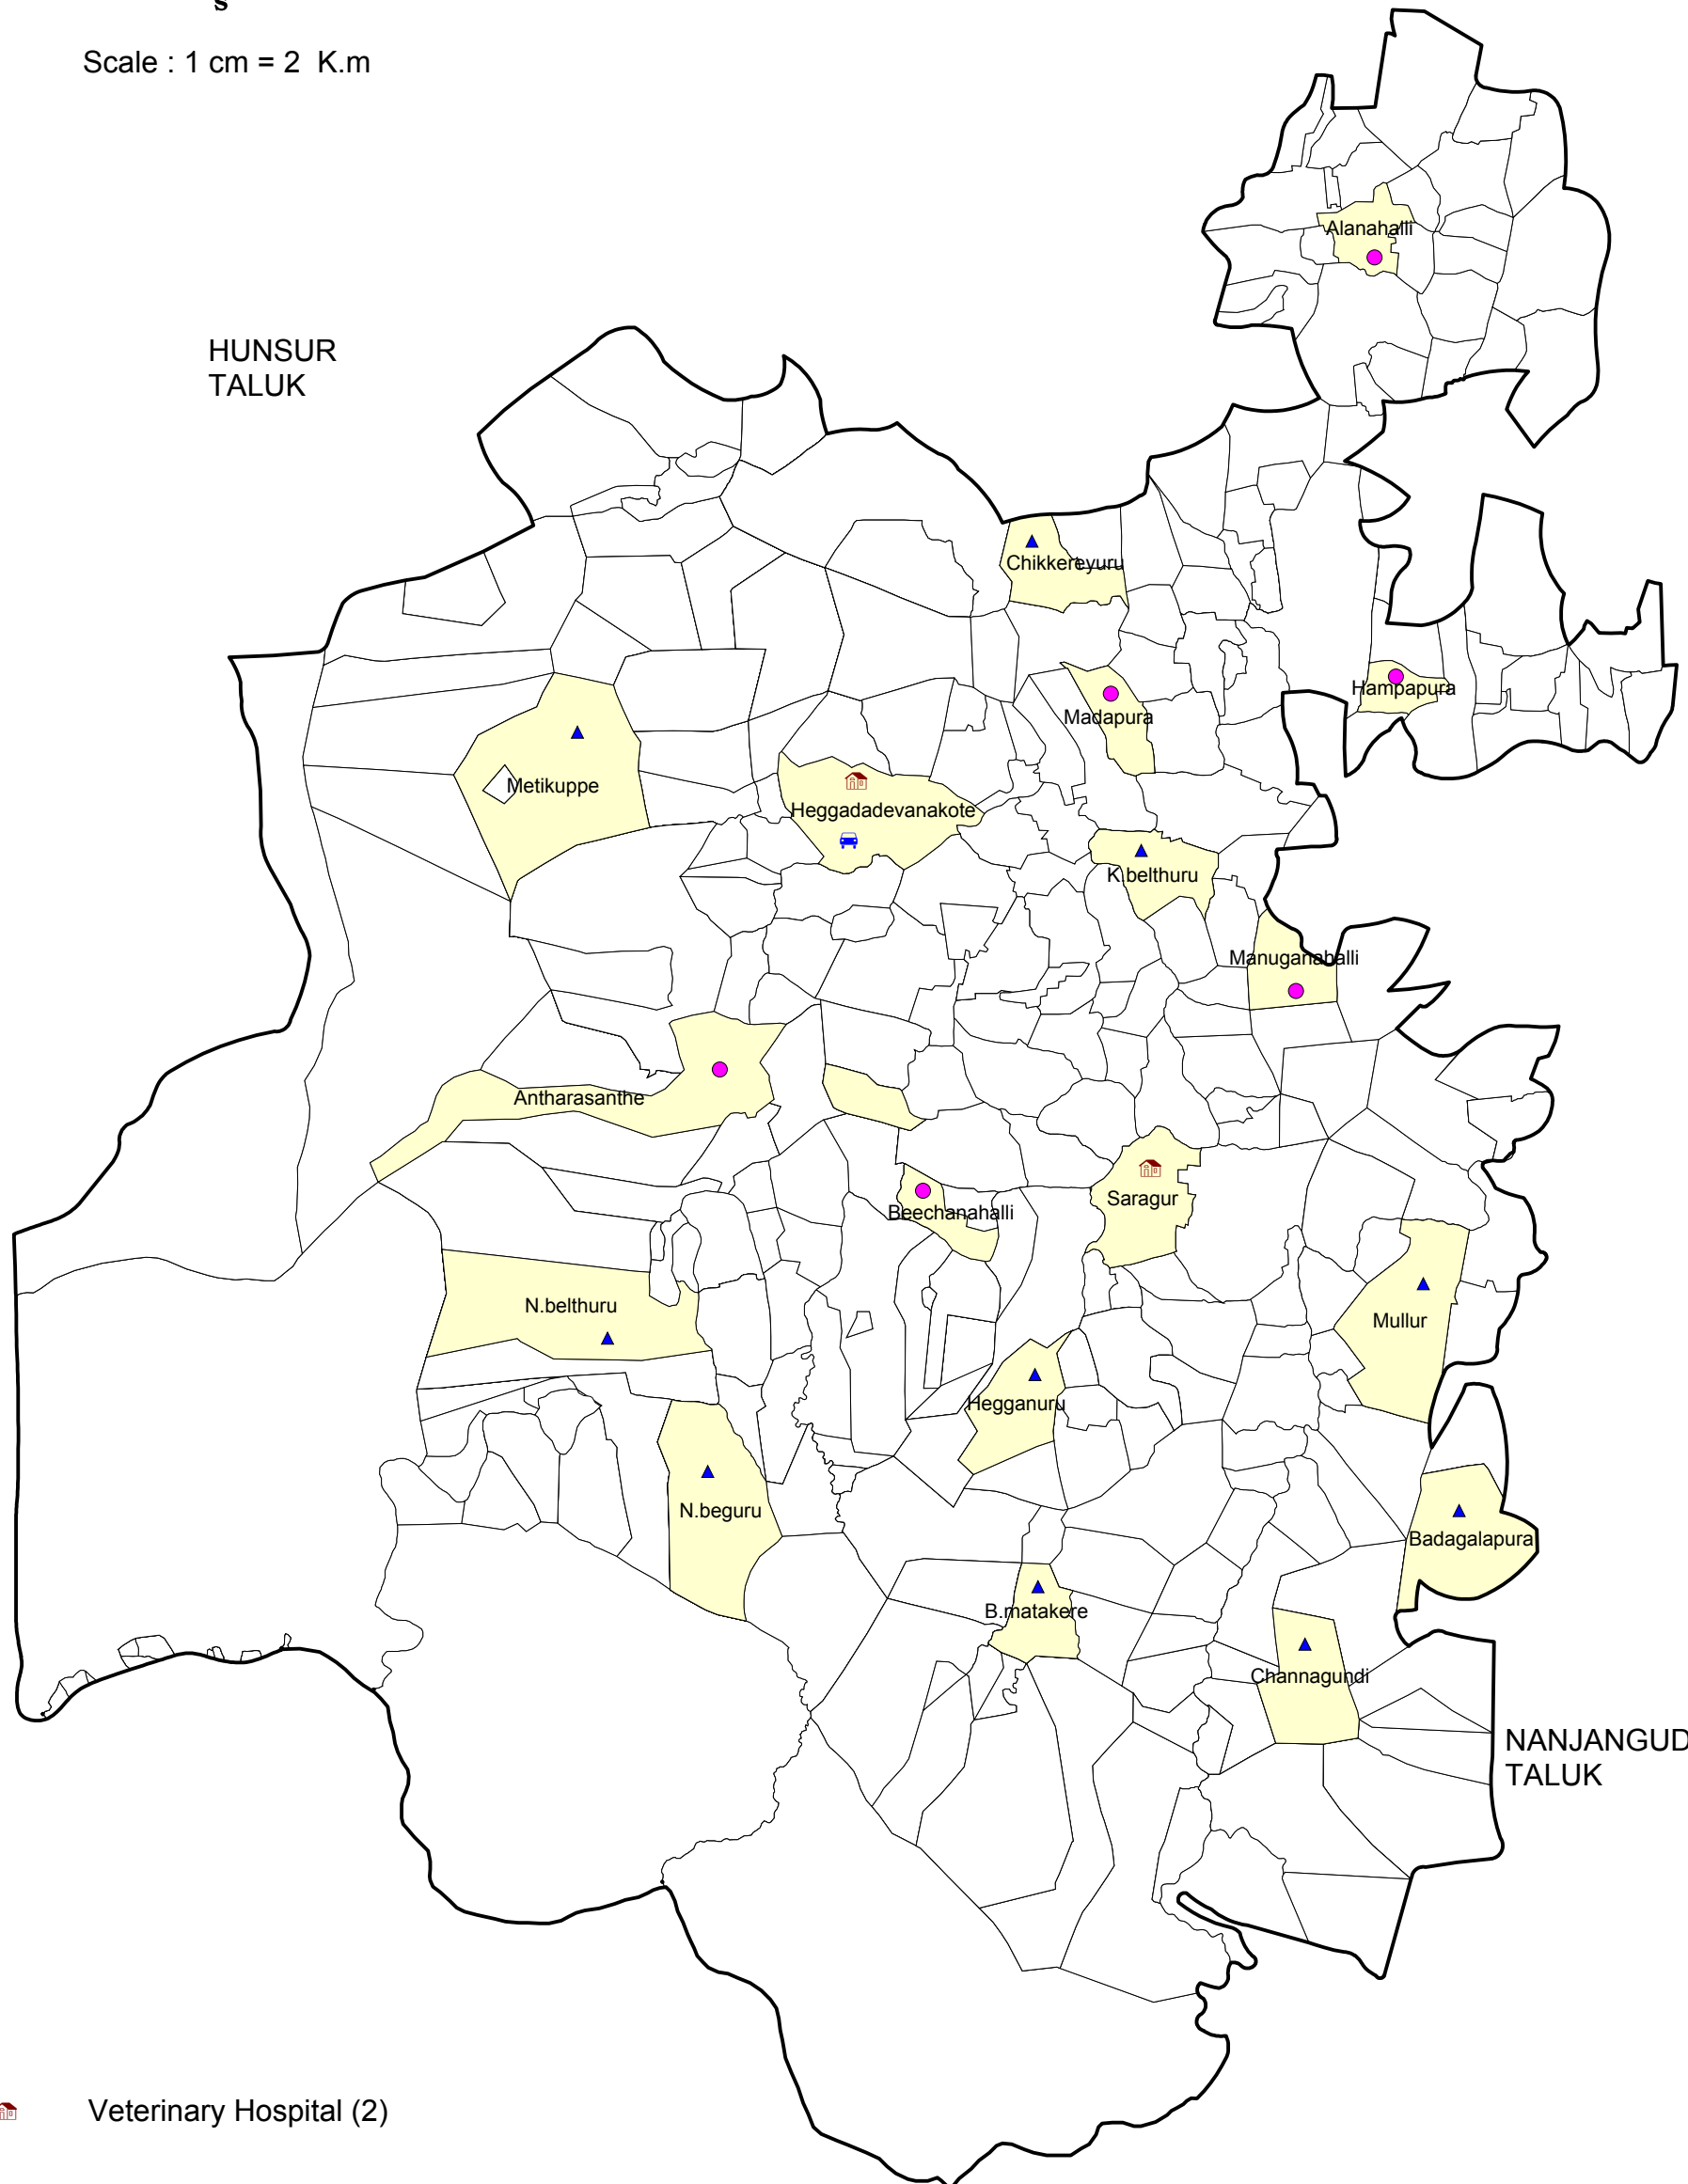 s
Scale : 1 cm = 2 K.m
Alanahalli
HUNSUR
TALUK
Chikkereyuru
Hampapura
Madapura
Metikuppe
Heggadadevanakote
K.belthuru
Manuganahalli
Antharasanthe
Saragur
Beechanahalli
N.belthuru
Mullur
Hegganuru
N.beguru
Badagalapura
B.matakere
Channagundi
NANJANGUD
TALUK
Veterinary Hospital (2)